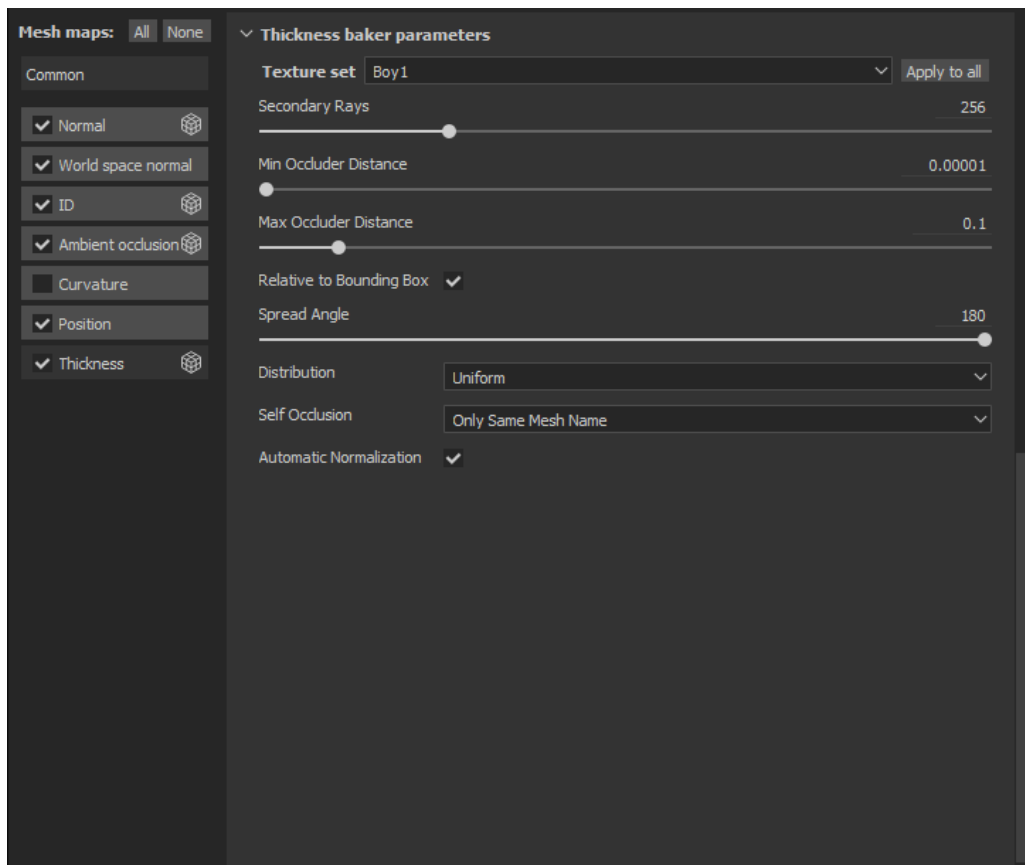 Mesh maps: All None
Common
Normal
World space normal
ID
Ambient occlusion
Curvature
Position
Thickness
Thickness baker parameters
Texture set Boy1 Apply to all
Secondary Rays 256
Min Occluder Distance 0.00001
Max Occluder Distance 0.1
Relative to Bounding Box
Spread Angle 180
Distribution Uniform
Self Occlusion Only Same Mesh Name
Automatic Normalization